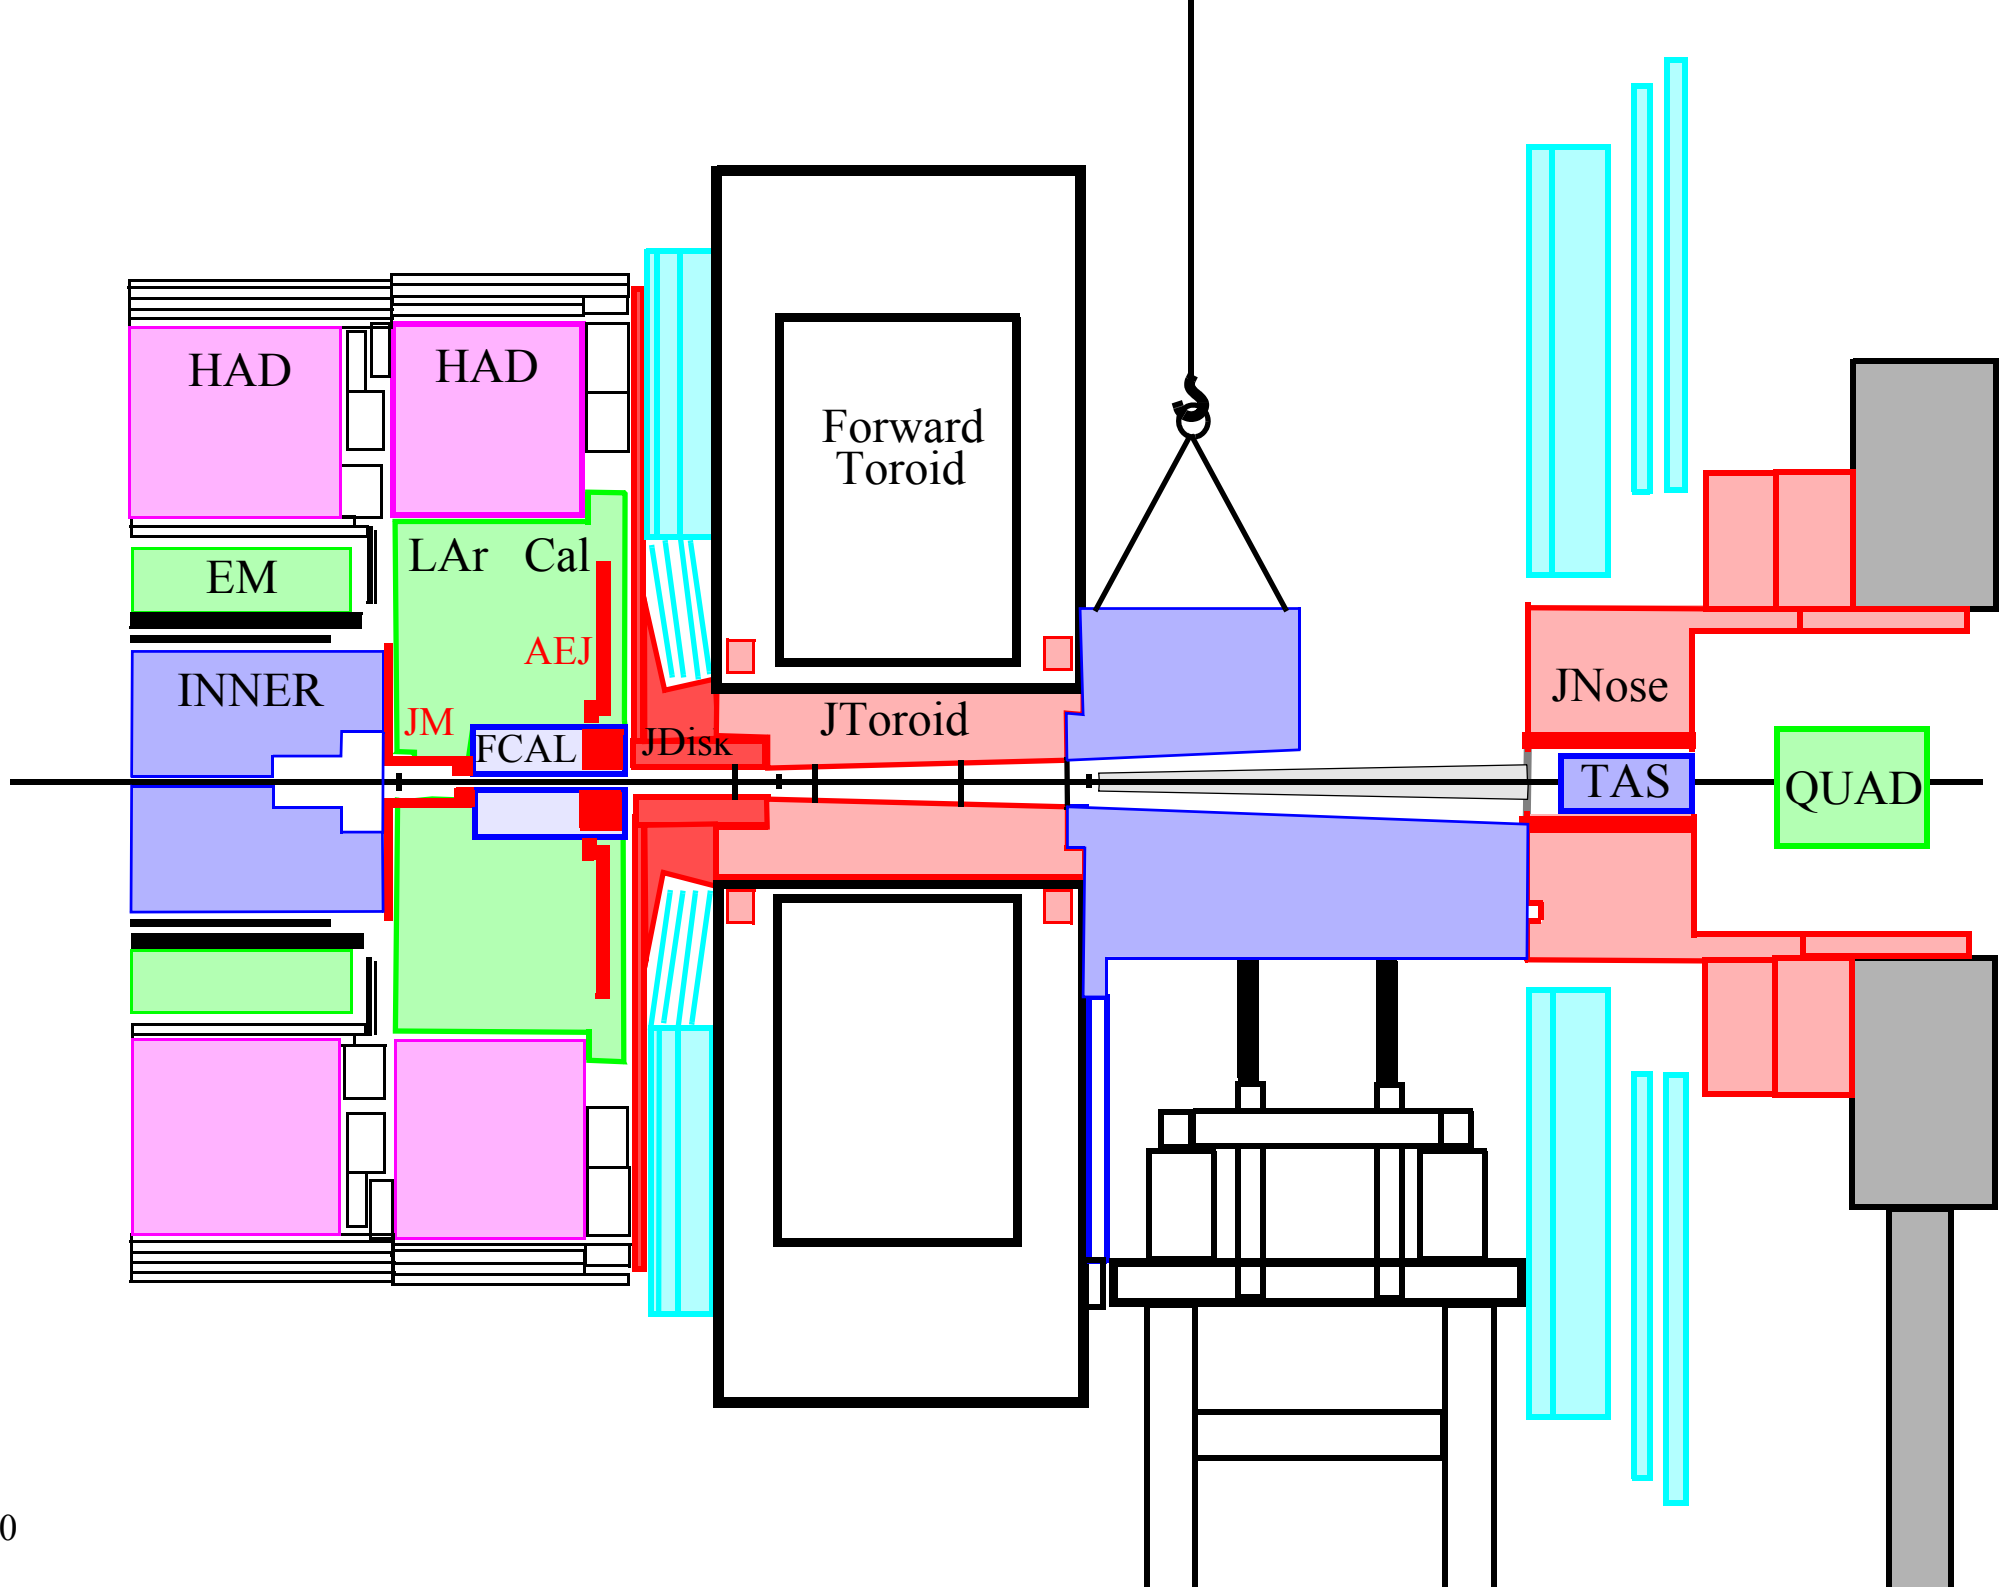 HAD
HAD
Forward
Toroid
LAr Cal
EM
AEJ
INNER
JM
FCAL
JDisk
JToroid
JNose
TAS
QUAD
0